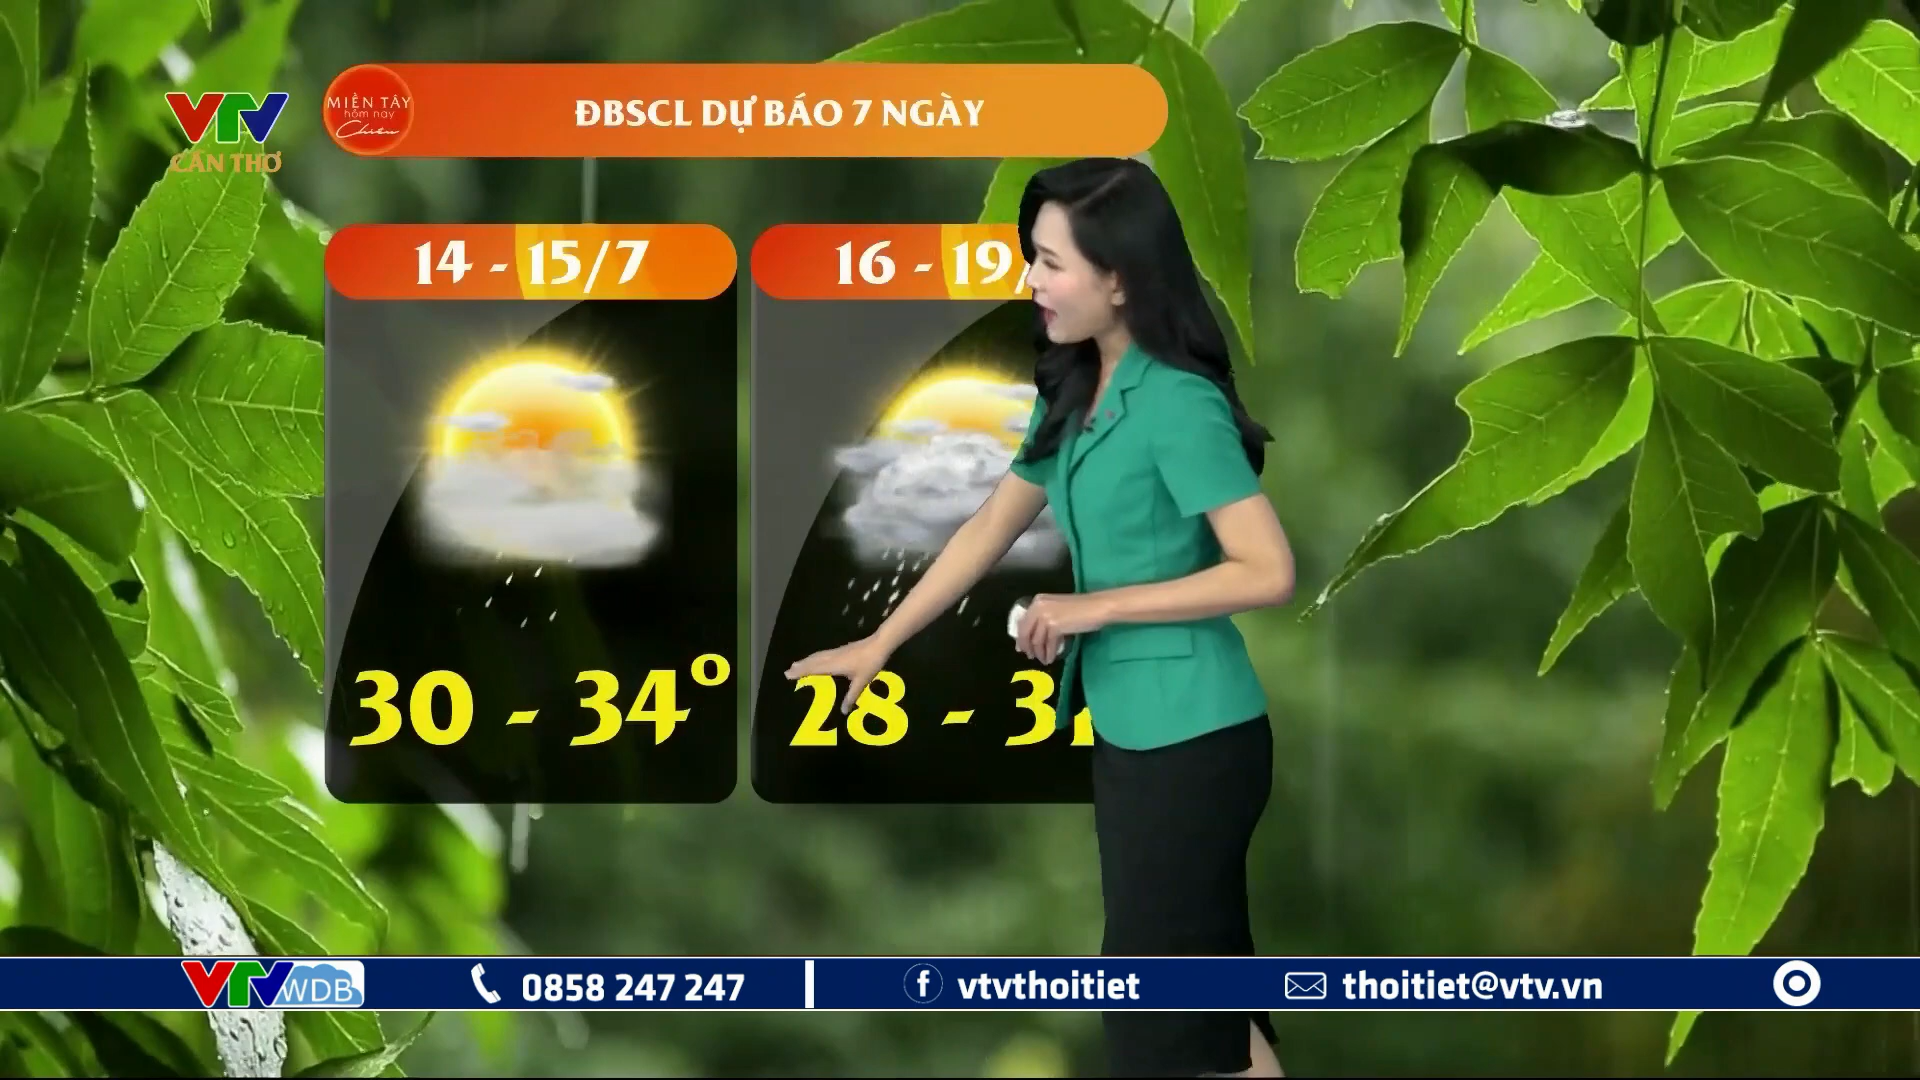 VTV
CẦN THƠ
MIỀN TÂY
hôm nay
Chiều
ĐBSCL DỰ BÁO 7 NGÀY
14 - 15/7
16 - 19/
30 - 34°
28 - 3
VTV WDB
0858 247 247
vtvthoitiet
thoitiet@vtv.vn